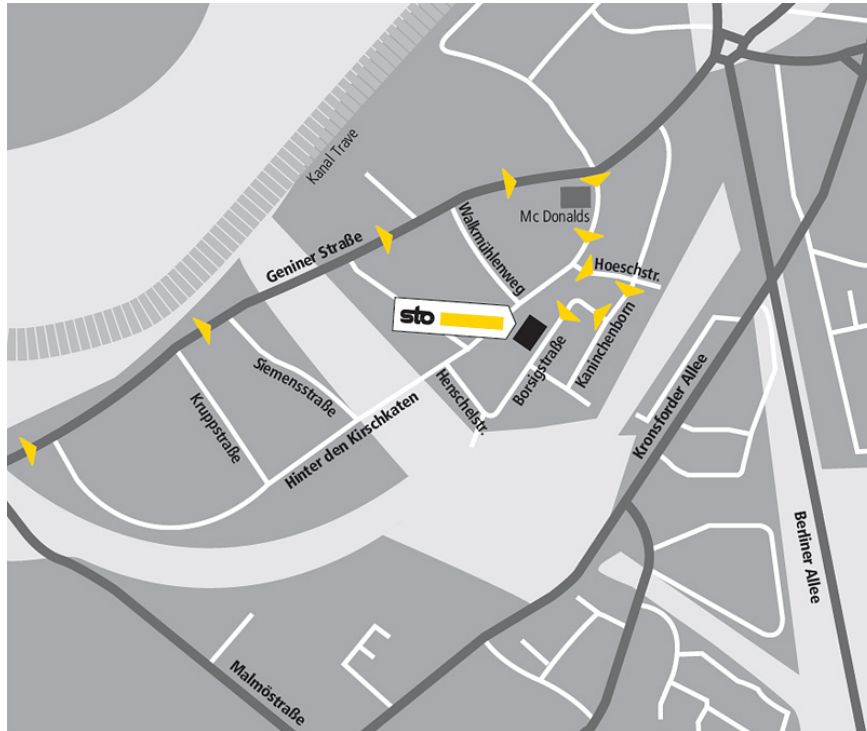 Kanal Trave
Mc Donalds
Walkmühlenweg
Geniner Straße
Hoeschstr.
sto
Kaninchenborn
Borsigstraße
Siemensstraße
Henschelstr.
Kronsforder Allee
Kruppstraße
Hinter den Kirschkaten
Berliner Allee
Malmöstraße